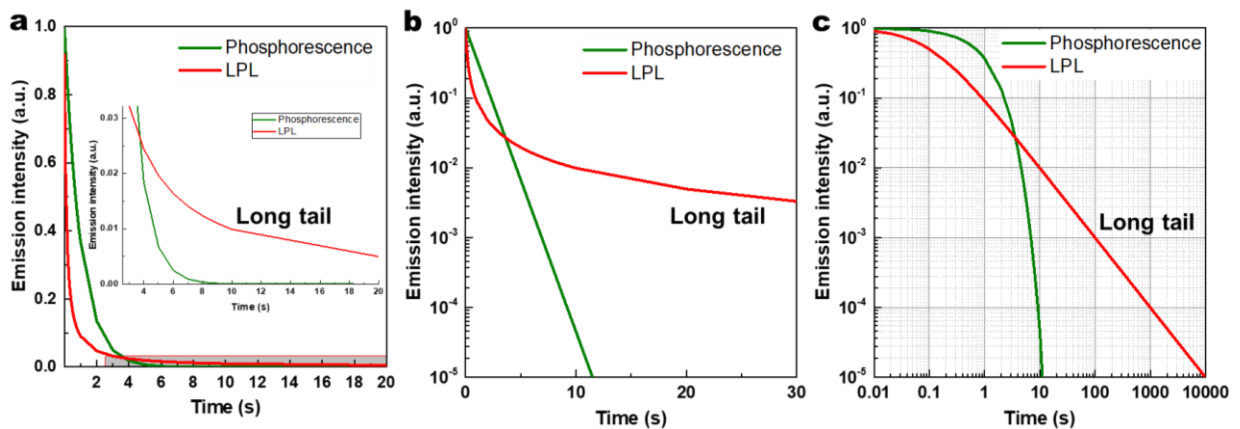 a
Emission intensity (a.u.)
1.0
0.8
0.6
0.4
0.2
0.0
2 4 6 8 10 12 14 16 18 20
Time (s)
Phosphorescence
LPL
Emission intensity (a.u.)
0.03
0.02
0.01
0.00
4 6 8 10 12 14 16 18 20
Time (s)
Phosphorescence
LPL
Long tail
b
Emission intensity (a.u.)
10⁰
10⁻¹
10⁻²
10⁻³
10⁻⁴
10⁻⁵
0 10 20 30
Time (s)
Phosphorescence
LPL
Long tail
c
Emission intensity (a.u.)
10⁰
10⁻¹
10⁻²
10⁻³
10⁻⁴
10⁻⁵
0.01 0.1 1 10 100 1000 10000
Time (s)
Phosphorescence
LPL
Long tail